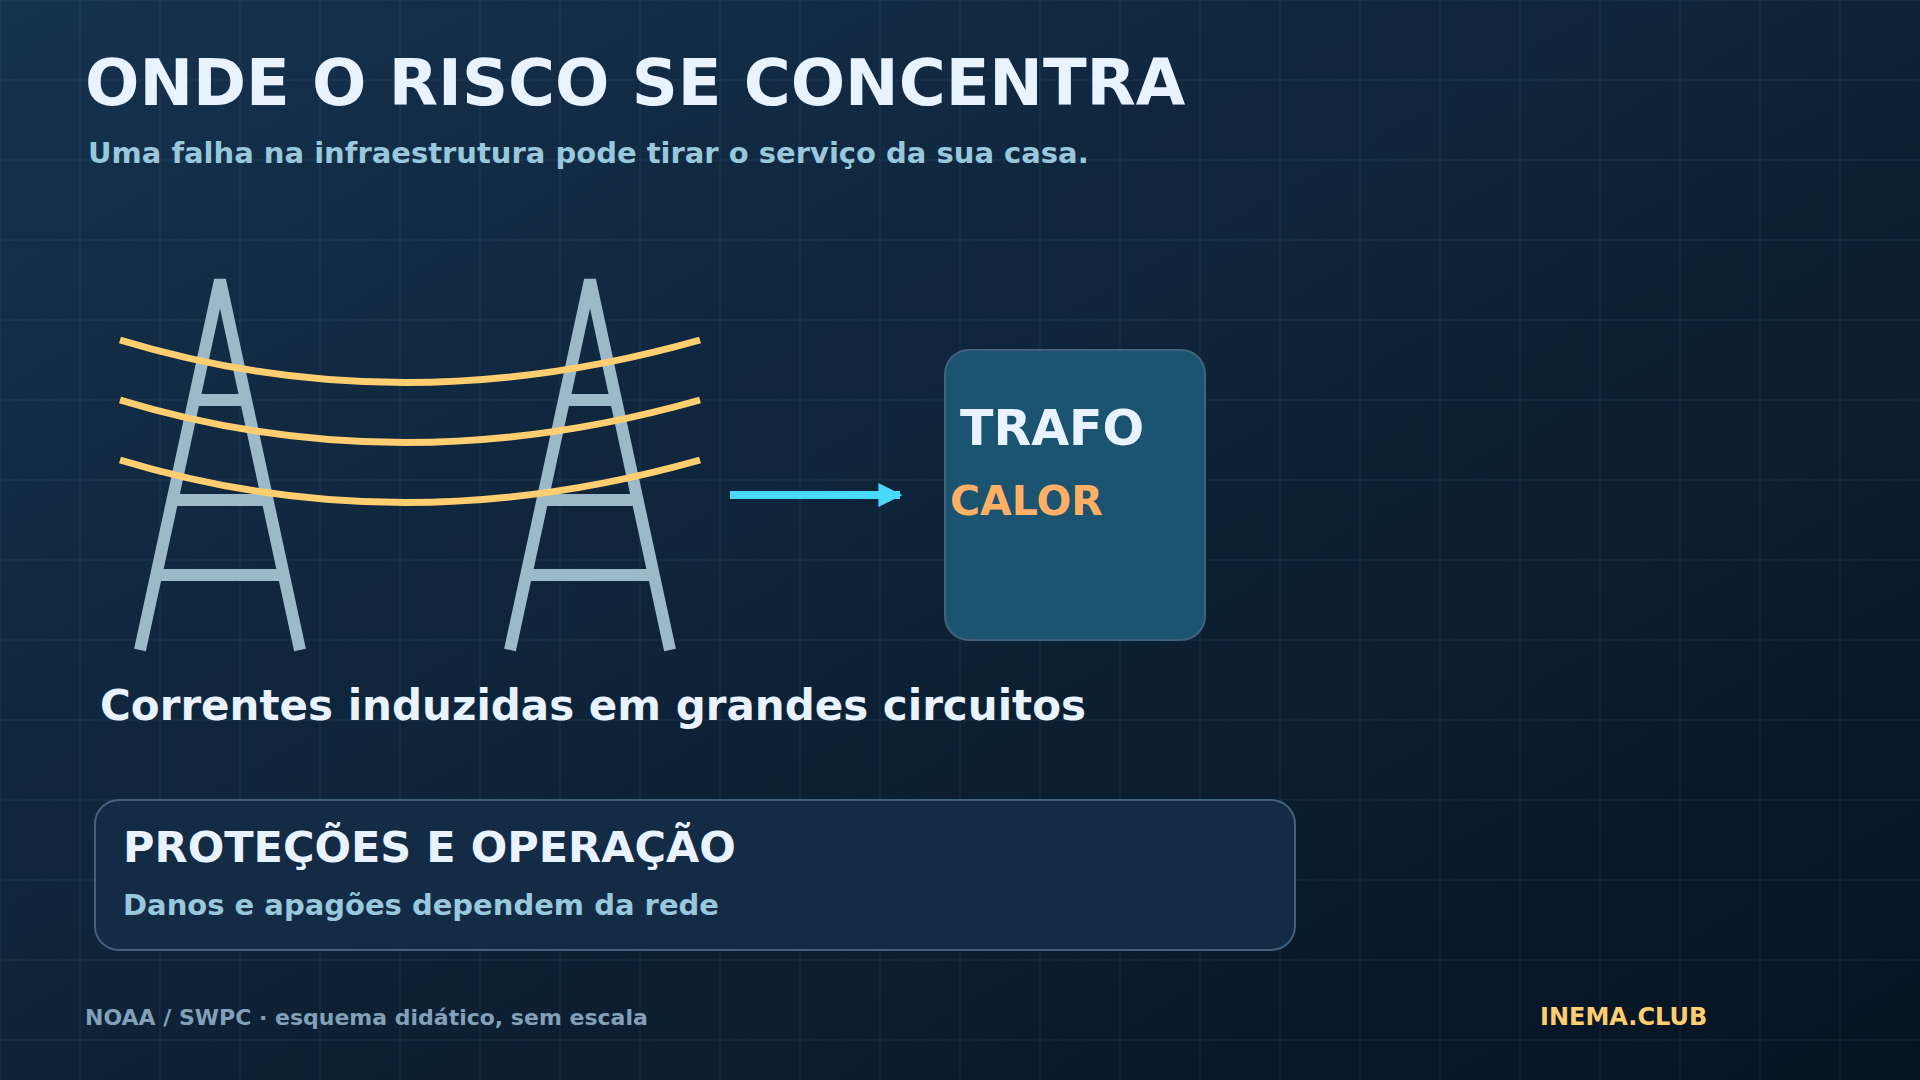 ONDE O RISCO SE CONCENTRA
Uma falha na infraestrutura pode tirar o serviço da sua casa.
TRAFO
CALOR
Correntes induzidas em grandes circuitos
PROTEÇÕES E OPERAÇÃO
Danos e apagões dependem da rede
NOAA / SWPC · esquema didático, sem escala
INEMA.CLUB